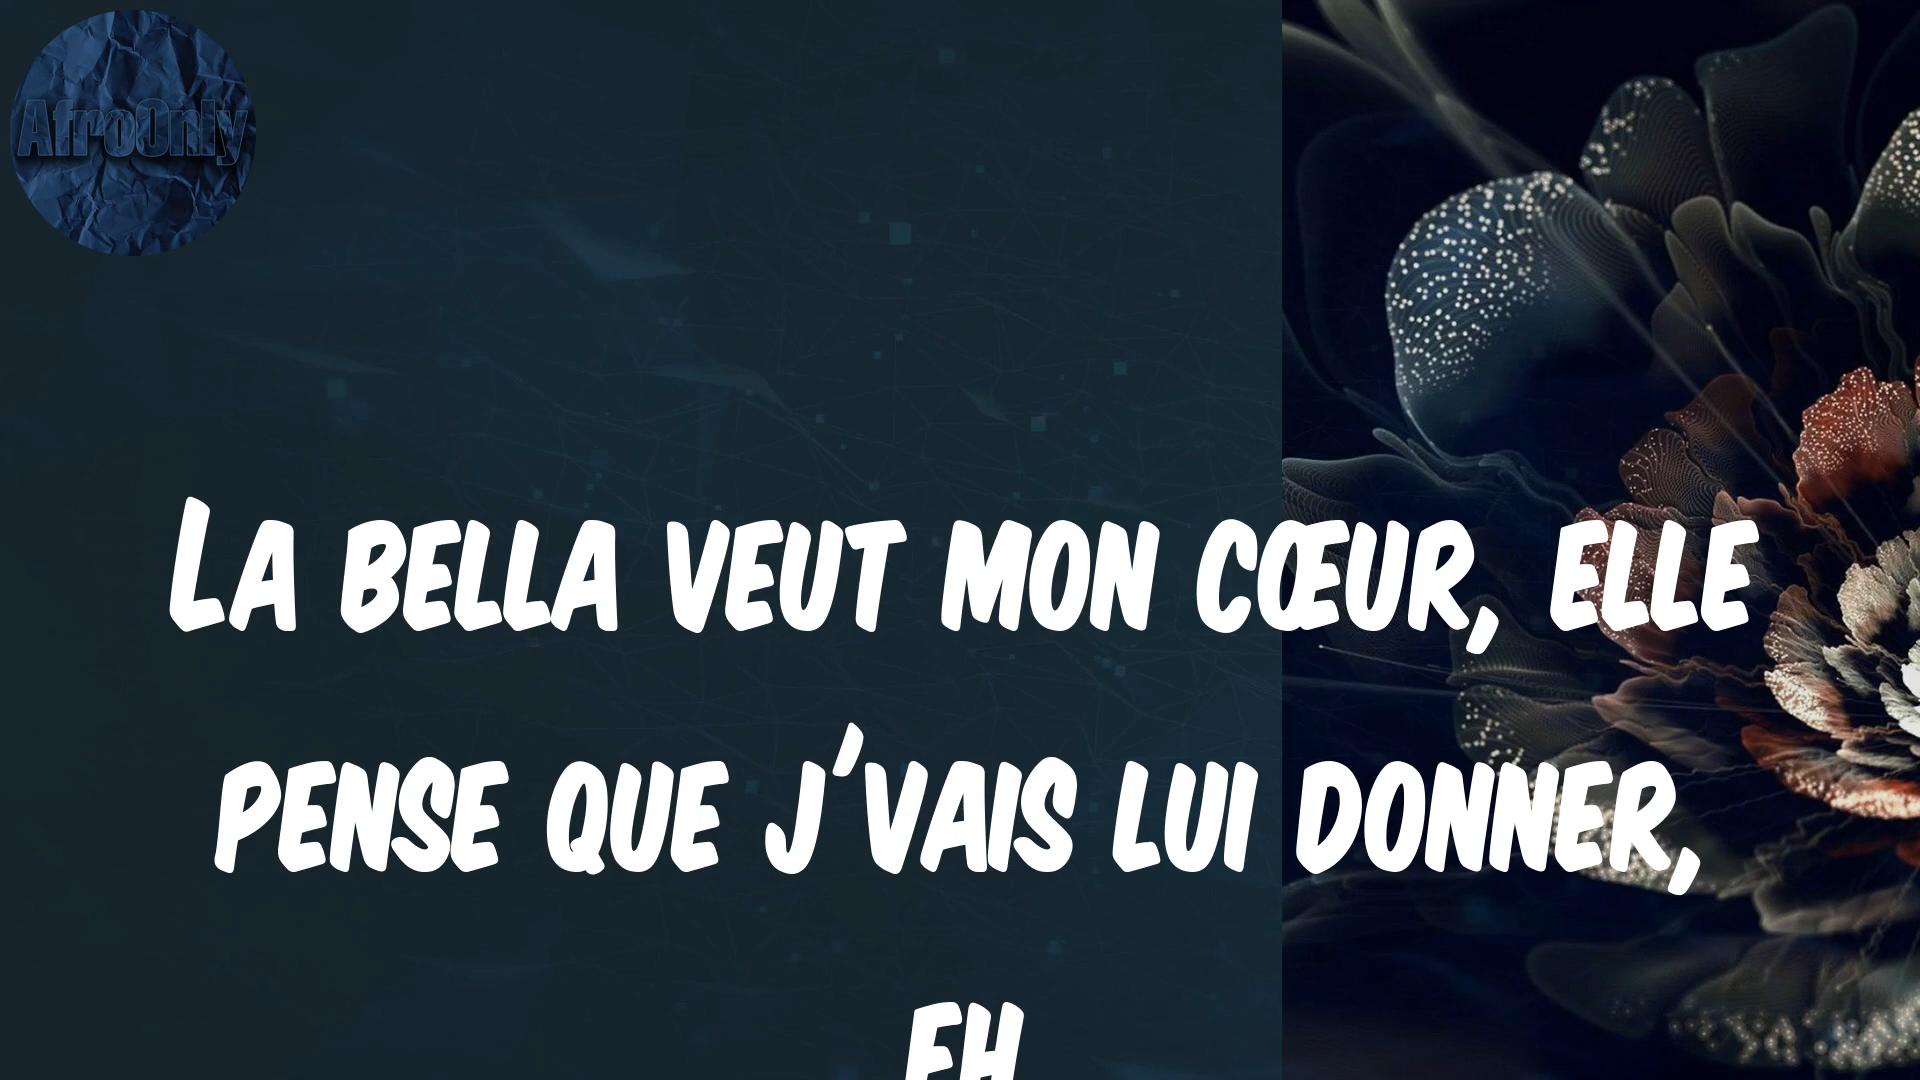 AfroOnly
La bella veut mon cœur, elle
pense que j'vais lui donner,
eh